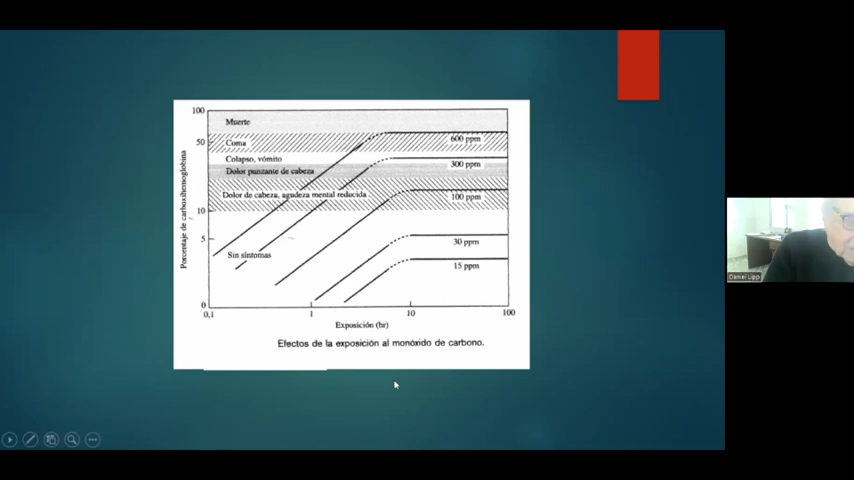 100
Muerte
50
Coma
600 ppm
Colapso, vómito
300 ppm
Dolor punzante de cabeza
Dolor de cabeza, agudeza mental reducida
100 ppm
10
5
30 ppm
Sin síntomas
15 ppm
0
0,1
1
10
100
Porcentaje de carboxihemoglobina
Exposición (hr)
Efectos de la exposición al monóxido de carbono.
Daniel Lipp